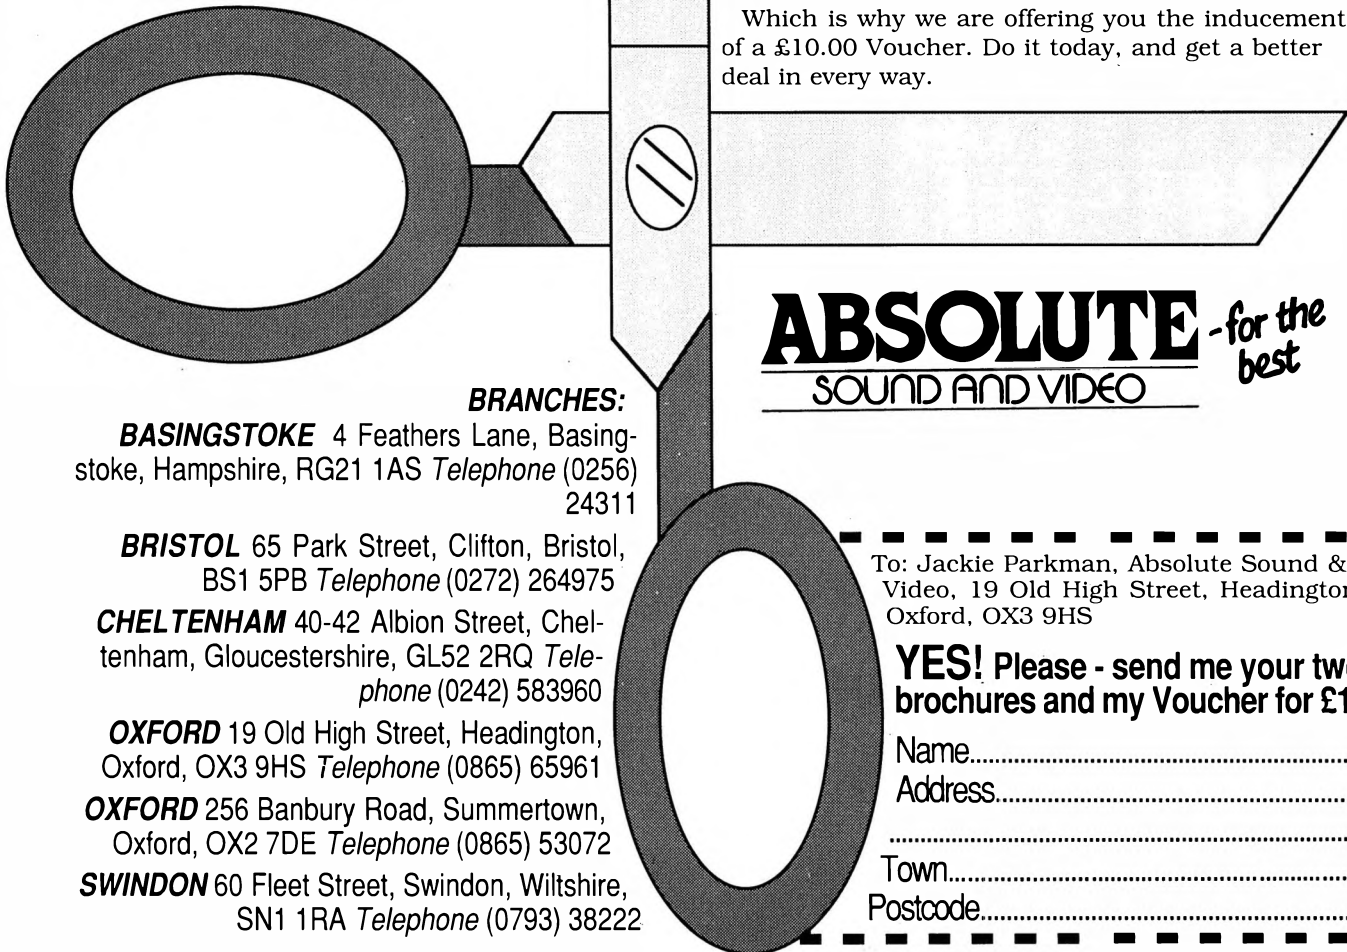 Which is why we are offering you the inducement
of a £10.00 Voucher. Do it today, and get a better
deal in every way.
ABSOLUTE - for the
best
SOUND AND VIDEO
BRANCHES:
BASINGSTOKE 4 Feathers Lane, Basing-
stoke, Hampshire, RG21 1AS Telephone (0256)
24311
BRISTOL 65 Park Street, Clifton, Bristol,
BS1 5PB Telephone (0272) 264975
CHELTENHAM 40-42 Albion Street, Chel-
tenham, Gloucestershire, GL52 2RQ Tele-
phone (0242) 583960
OXFORD 19 Old High Street, Headington,
Oxford, OX3 9HS Telephone (0865) 65961
OXFORD 256 Banbury Road, Summertown,
Oxford, OX2 7DE Telephone (0865) 53072
SWINDON 60 Fleet Street, Swindon, Wiltshire,
SN1 1RA Telephone (0793) 38222
To: Jackie Parkman, Absolute Sound &
Video, 19 Old High Street, Headington
Oxford, OX3 9HS
YES! Please - send me your
brochures and my Voucher for
Name
Address
Town
Postcode